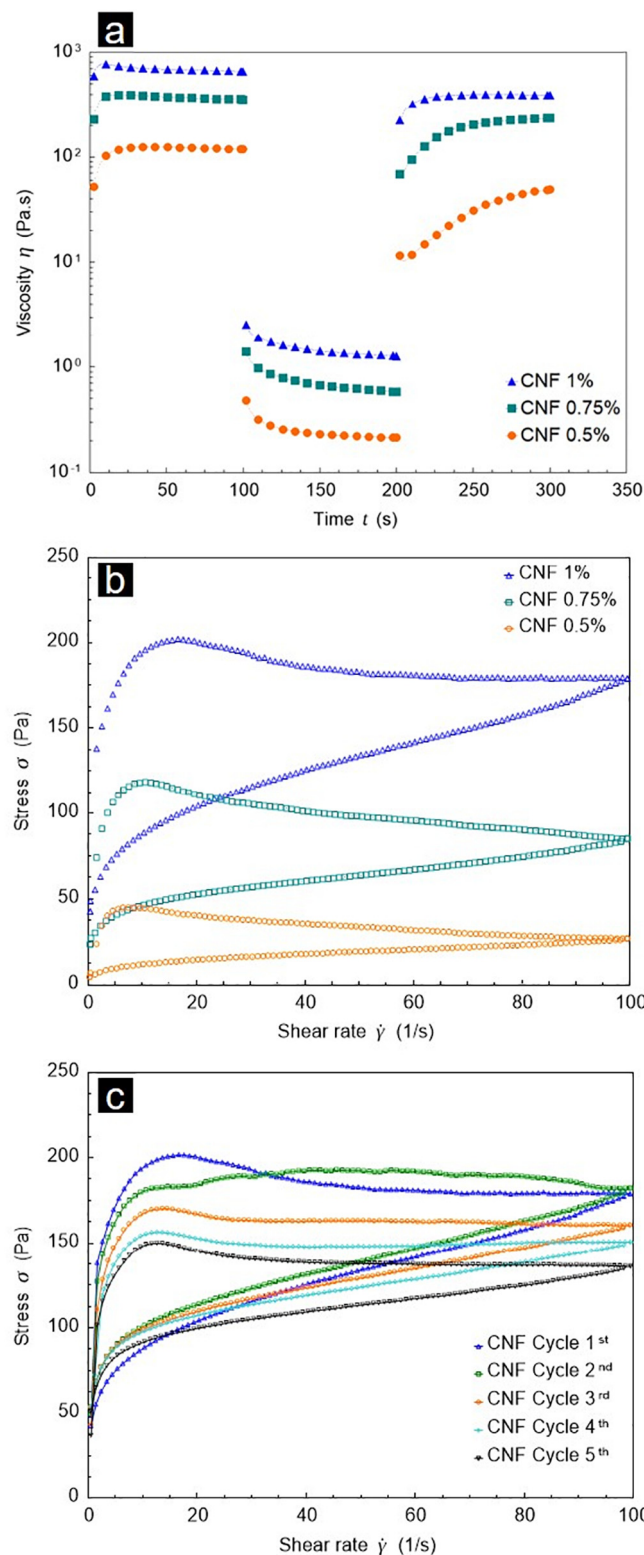 a
10³
10²
10¹
10⁰
10⁻¹
Viscosity η (Pa.s)
CNF 1%
CNF 0.75%
CNF 0.5%
0 50 100 150 200 250 300 350
Time t (s)
b
250
200
150
100
50
0
Stress σ (Pa)
CNF 1%
CNF 0.75%
CNF 0.5%
0 20 40 60 80 100
Shear rate γ̇ (1/s)
c
250
200
150
100
50
0
Stress σ (Pa)
CNF Cycle 1ˢᵗ
CNF Cycle 2ⁿᵈ
CNF Cycle 3ʳᵈ
CNF Cycle 4ᵗʰ
CNF Cycle 5ᵗʰ
0 20 40 60 80 100
Shear rate γ̇ (1/s)